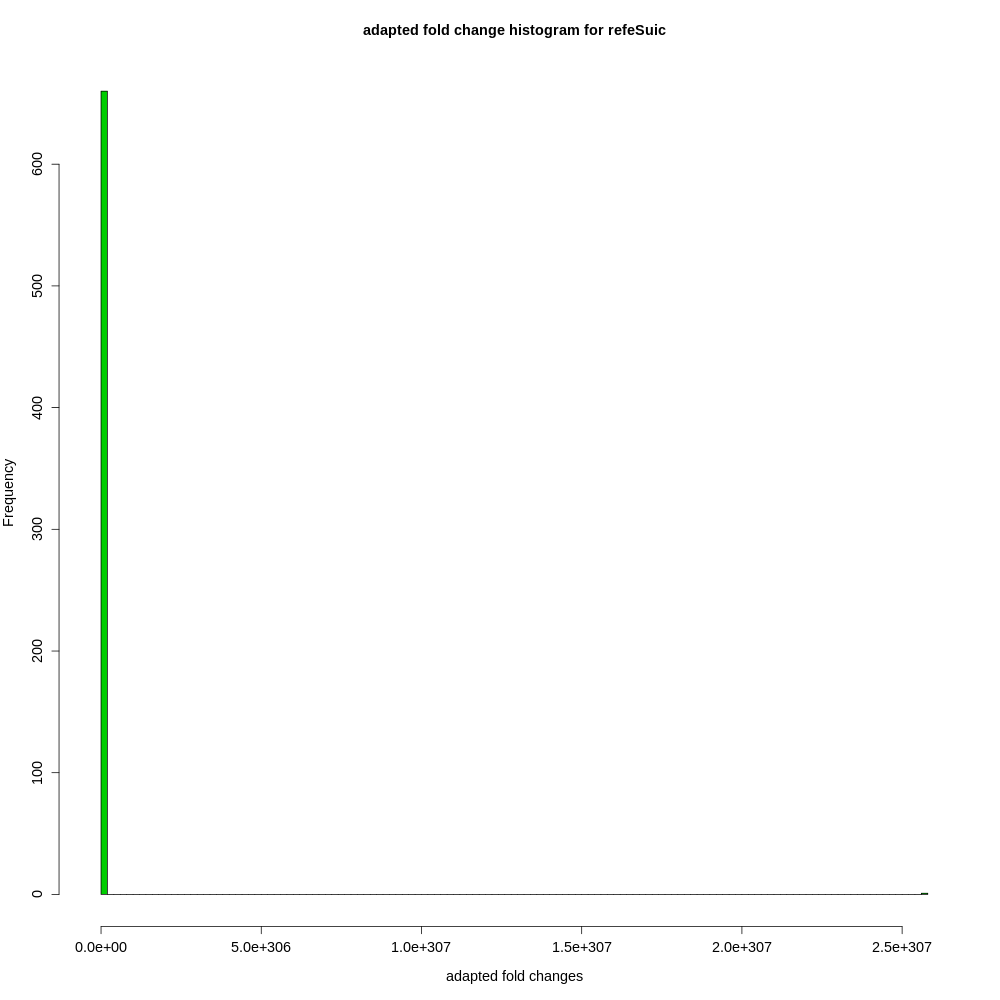 adapted fold change histogram for refeSuic
600
500
400
300
200
100
0
Frequency
0.0e+00 5.0e+306 1.0e+307 1.5e+307 2.0e+307 2.5e+307
adapted fold changes